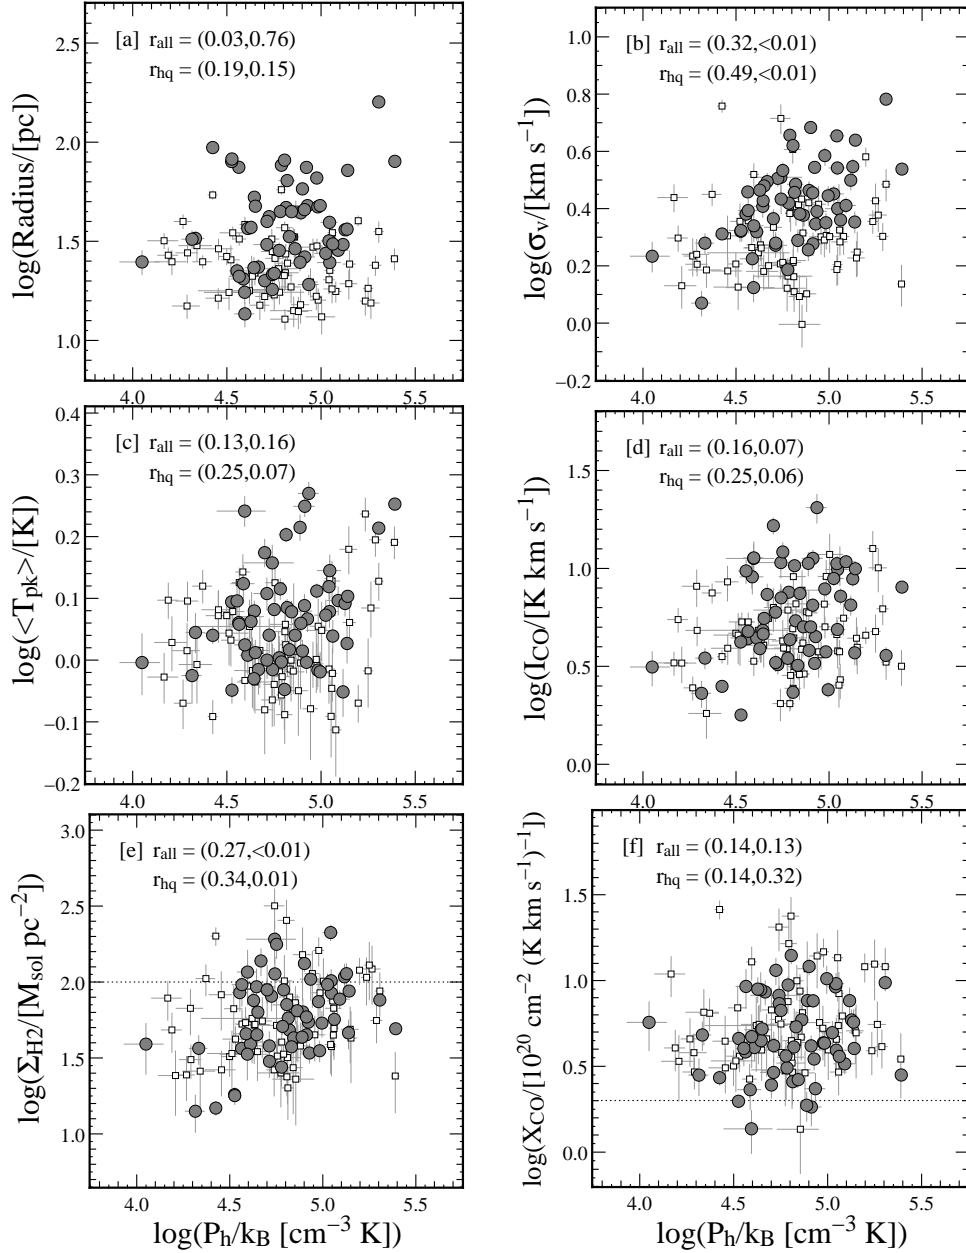 [a] r_all = (0.03,0.76)
r_hq = (0.19,0.15)
log(Radius/[pc])
2.5
2.0
1.5
1.0
4.0 4.5 5.0 5.5
[b] r_all = (0.32,<0.01)
r_hq = (0.49,<0.01)
log(σ_v/[km s⁻¹])
1.0
0.8
0.6
0.4
0.2
0.0
−0.2
4.0 4.5 5.0 5.5
[c] r_all = (0.13,0.16)
r_hq = (0.25,0.07)
log(<T_pk>/[K])
0.4
0.3
0.2
0.1
0.0
−0.1
−0.2
4.0 4.5 5.0 5.5
[d] r_all = (0.16,0.07)
r_hq = (0.25,0.06)
log(I_CO/[K km s⁻¹])
1.5
1.0
0.5
0.0
4.0 4.5 5.0 5.5
[e] r_all = (0.27,<0.01)
r_hq = (0.34,0.01)
log(Σ_H2/[M_sol pc⁻²])
3.0
2.5
2.0
1.5
1.0
4.0 4.5 5.0 5.5
log(P_h/k_B [cm⁻³ K)
[f] r_all = (0.14,0.13)
r_hq = (0.14,0.32)
log(X_CO/[10²⁰ cm⁻² (K km s⁻¹)⁻¹])
1.5
1.0
0.5
0.0
4.0 4.5 5.0 5.5
log(P_h/k_B [cm⁻³ K)